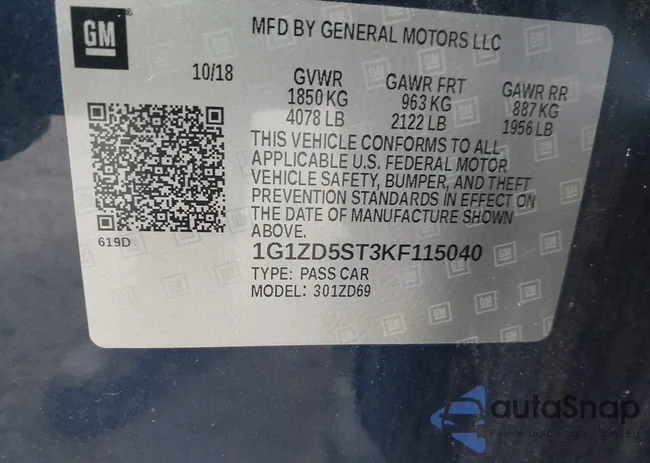 GM
MFD BY GENERAL MOTORS LLC
10/18
GVWR
1850 KG
4078 LB
GAWR FRT
963 KG
2122 LB
GAWR RR
887 KG
1956 LB
THIS VEHICLE CONFORMS TO ALL
APPLICABLE U.S. FEDERAL MOTOR
VEHICLE SAFETY, BUMPER, AND THEFT
PREVENTION STANDARDS IN EFFECT ON
THE DATE OF MANUFACTURE SHOWN
ABOVE.
619D
1G1ZD5ST3KF115040
TYPE: PASS CAR
MODEL: 301ZD69
autaSnap